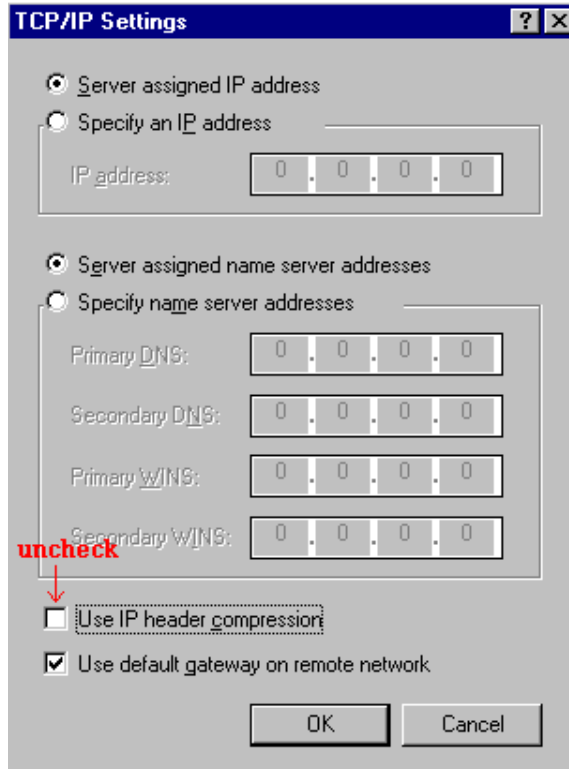 TCP/IP Settings
Server assigned IP address
Specify an IP address
IP address: 0 . 0 . 0 . 0
Server assigned name server addresses
Specify name server addresses
Primary DNS: 0 . 0 . 0 . 0
Secondary DNS: 0 . 0 . 0 . 0
Primary WINS: 0 . 0 . 0 . 0
Secondary WINS: 0 . 0 . 0 . 0
uncheck
Use IP header compression
Use default gateway on remote network
OK Cancel